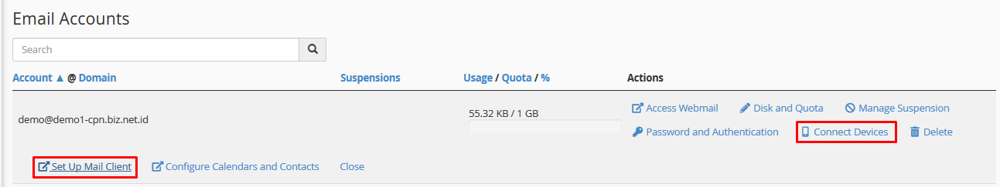 Email Accounts
Search
Account ▲ @ Domain Suspensions Usage / Quota / % Actions
demo@demo1-cpn.biz.net.id 55.32 KB / 1 GB Access Webmail Disk and Quota Manage Suspension
Password and Authentication Connect Devices Delete
Set Up Mail Client Configure Calendars and Contacts Close